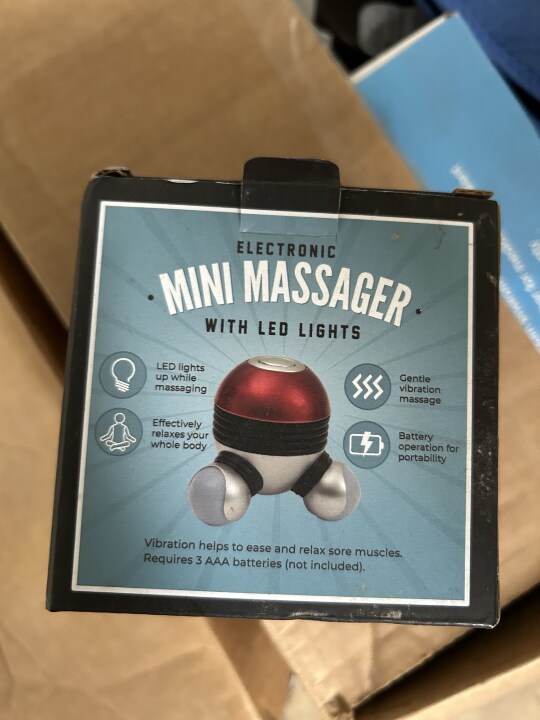 ELECTRONIC
MINI MASSAGER
WITH LED LIGHTS
LED lights
up while
massaging
Gentle
vibration
massage
Effectively
relaxes your
whole body
Battery
operation for
portability
Vibration helps to ease and relax sore muscles.
Requires 3 AAA batteries (not included).